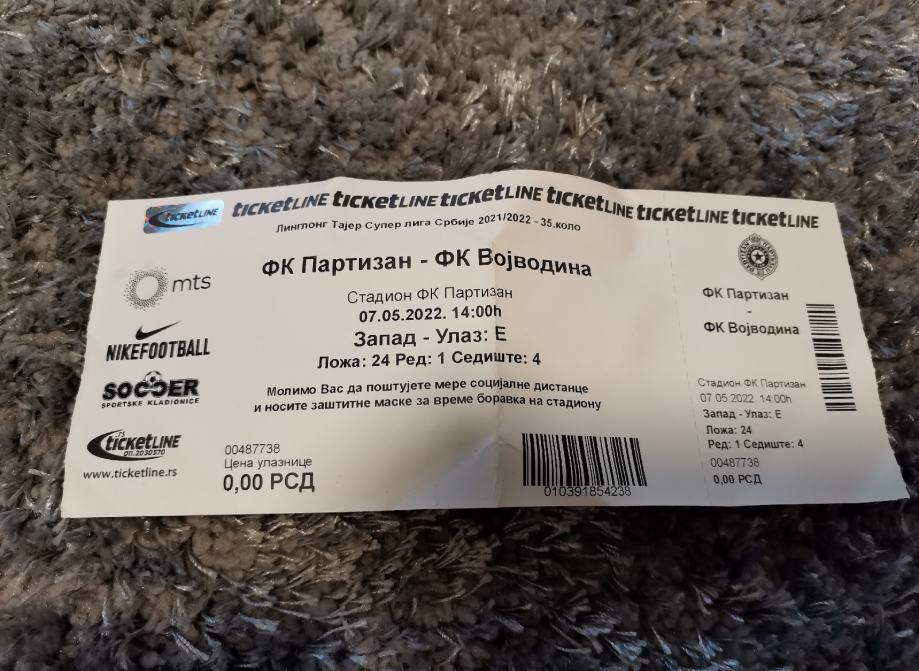 ticketLINE ticketLINE ticketLINE ticketLINE ticketLINE ticketLINE ticketLINE
Линглонг Тајер Супер лига Србије 2021/2022 - 35.коло
ФК Партизан - ФК Војводина
Стадион ФК Партизан
07.05.2022. 14:00h
Запад - Улаз: Е
Ложа: 24 Ред: 1 Седиште: 4
Молимо Вас да поштујете мере социјалне дистанце
и носите заштитне маске за време боравка на стадиону
mts
NIKEFOOTBALL
SOCCER
SPORTSKE KLADIONICE
ticketLINE.rs
011.2030570
www.ticketline.rs
00487738
Цена улазнице
0,00 РСД
010391854238
ФК Партизан
-
ФК Војводина
Стадион ФК Партизан
07.05.2022. 14:00h
Запад - Улаз: Е
Ложа: 24
Ред: 1 Седиште: 4
00487738
0,00 РСД